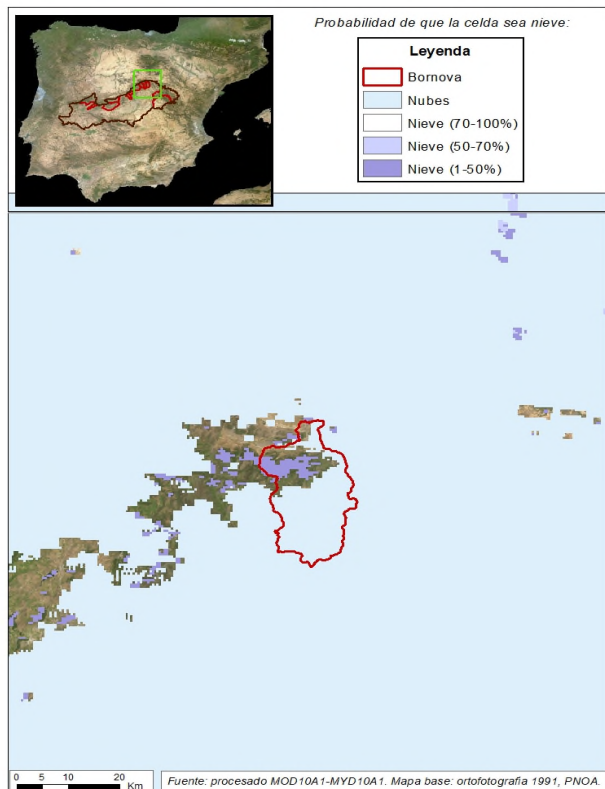 Probabilidad de que la celda sea nieve:
Leyenda
Bornova
Nubes
Nieve (70-100%)
Nieve (50-70%)
Nieve (1-50%)
0 5 10 20
Km
Fuente: procesado MOD10A1-MYD10A1. Mapa base: ortofotografia 1991, PNOA.